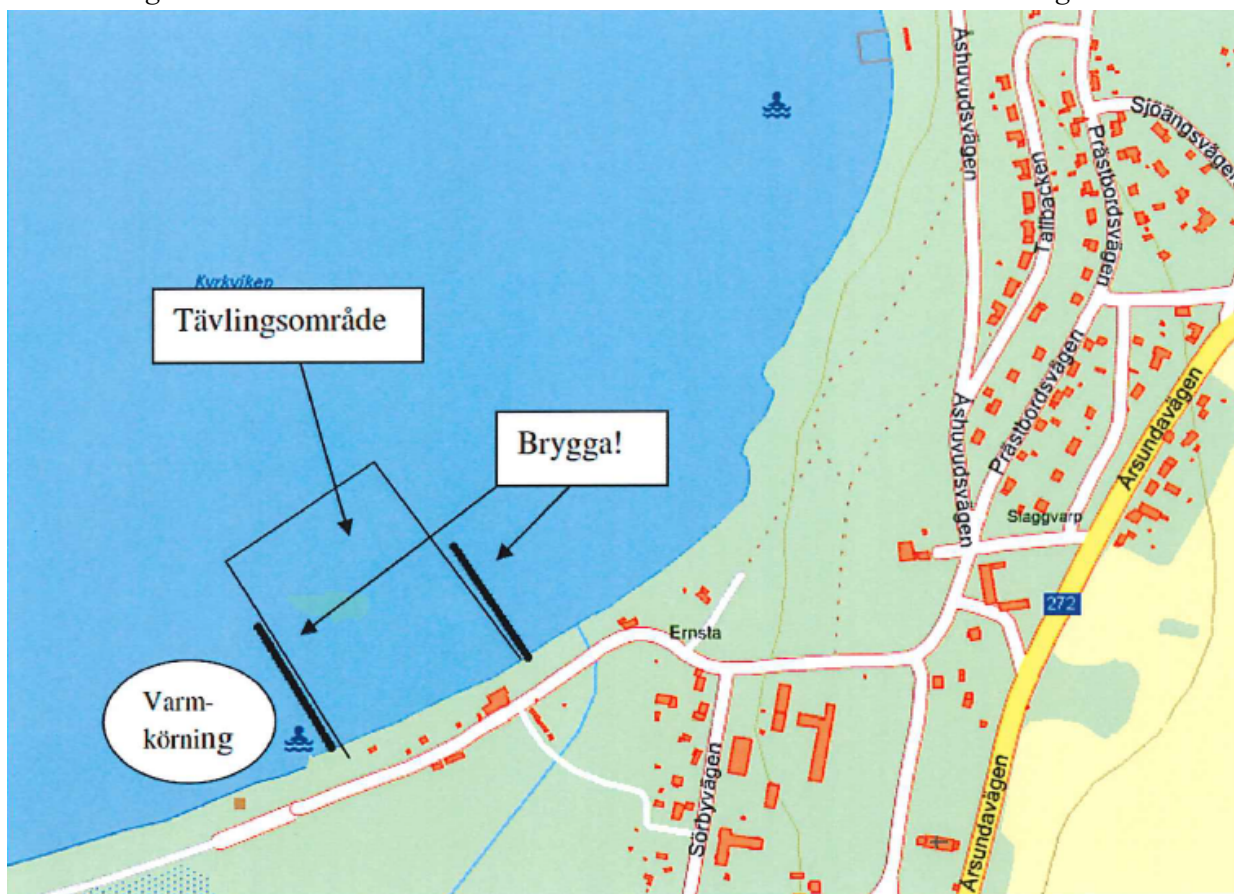 Åshuvudsvägen
Tallbacken
Prästbordsvägen
Sjöängsvägen
Kyrkviken
Tävlingsområde
Brygga!
Åshuvudsvägen
Prästbordsvägen
Årsundavägen
Slaggvarp
272
Ernsta
Varm-
körning
Sörbyvägen
Årsundavägen